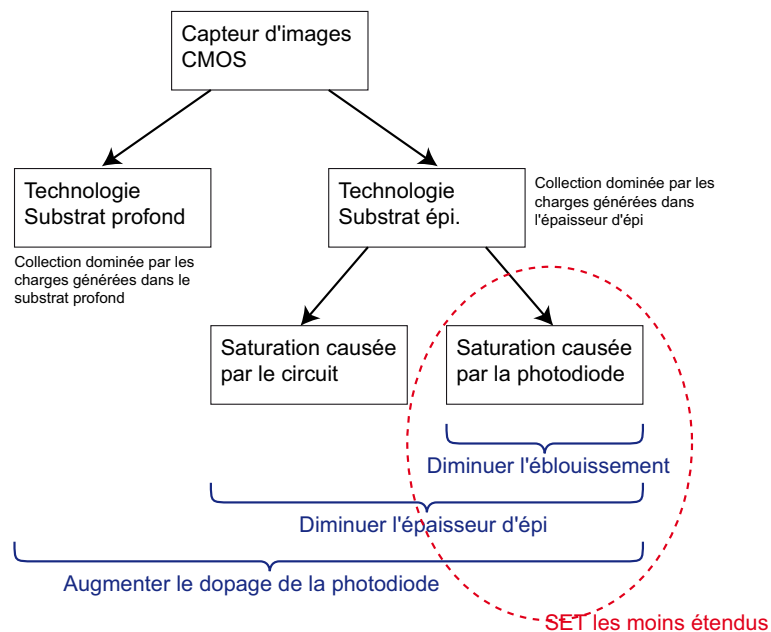 Capteur d'images
CMOS
Technologie
Substrat profond
Technologie
Substrat épi.
Collection dominée par les
charges générées dans
l'épaisseur d'épi
Collection dominée par les
charges générées dans le
substrat profond
Saturation causée
par le circuit
Saturation causée
par la photodiode
Diminuer l'éblouissement
Diminuer l'épaisseur d'épi
Augmenter le dopage de la photodiode
SET les moins étendus